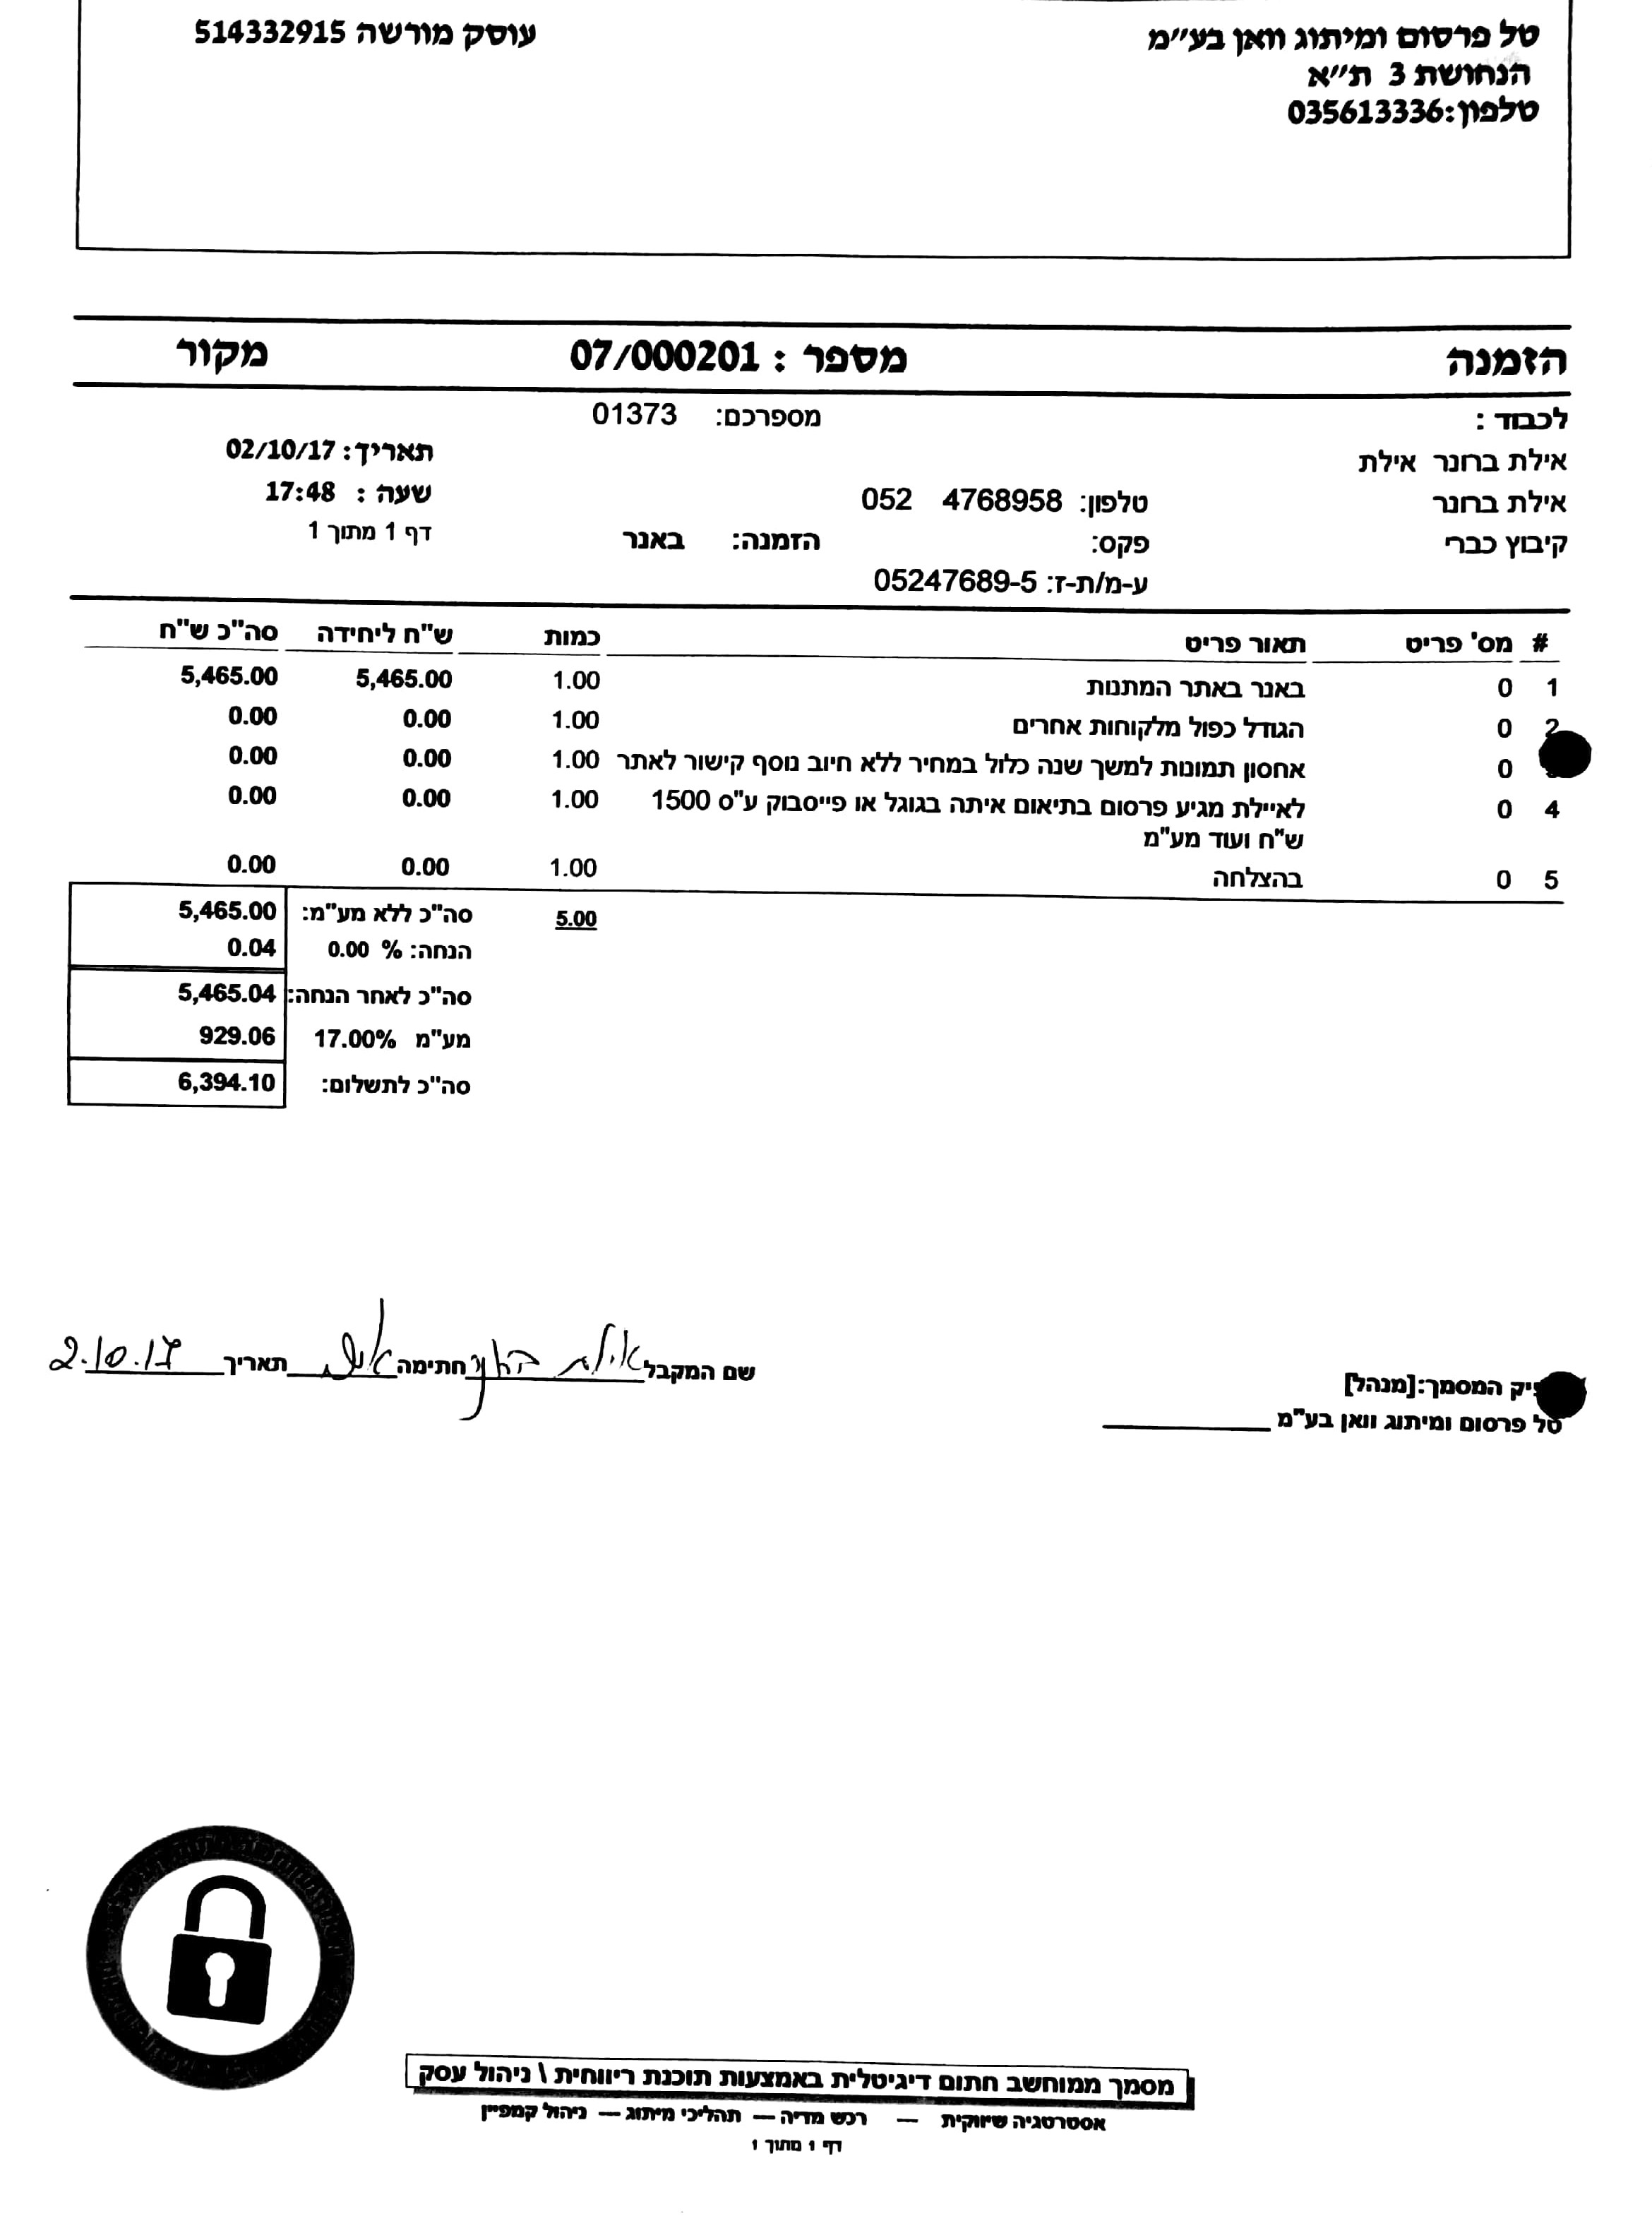 טל פרסום ומיתוג וואן בע״מ עוסק מורשה 514332915
הנחושת 3 ת״א
טלפון:035613336
הזמנה מספר : 07/000201 מקור
לכבוד : מספרכם: 01373
אילת ברונר אילת תאריך: 02/10/17
אילת ברונר טלפון: 052 4768958 שעה : 17:48
קיבוץ כברי פקס: הזמנה: באנר דף 1 מתוך 1
ע-מ/ת-ז: 05247689-5
# מס' פריט תאור פריט כמות ש"ח ליחידה סה"כ ש"ח
1 0 באנר באתר המתנות 1.00 5,465.00 5,465.00
2 0 הגודל כפול מלקוחות אחרים 1.00 0.00 0.00
0 אחסון תמונות למשך שנה כלול במחיר ללא חיוב נוסף קישור לאתר 1.00 0.00 0.00
4 0 לאיילת מגיע פרסום בתיאום איתה בגוגל או פייסבוק ע"ס 1500 1.00 0.00 0.00
ש"ח ועוד מע"מ
5 0 בהצלחה 1.00 0.00 0.00
5.00 סה"כ ללא מע"מ: 5,465.00
הנחה: % 0.00 0.04
סה"כ לאחר הנחה: 5,465.04
מע"מ 17.00% 929.06
סה"כ לתשלום: 6,394.10
שם המקבל אילת חתימה תאריך 2.10.17
המסמך:[מנהל]
טל פרסום ומיתוג וואן בע"מ
מסמך ממוחשב חתום דיגיטלית באמצעות תוכנת ריווחית \ ניהול עסק
אסטרטגיה שיווקית — רכש מדיה — תהליכי מיתוג — ניהול קמפיין
דף 1 מתוך 1